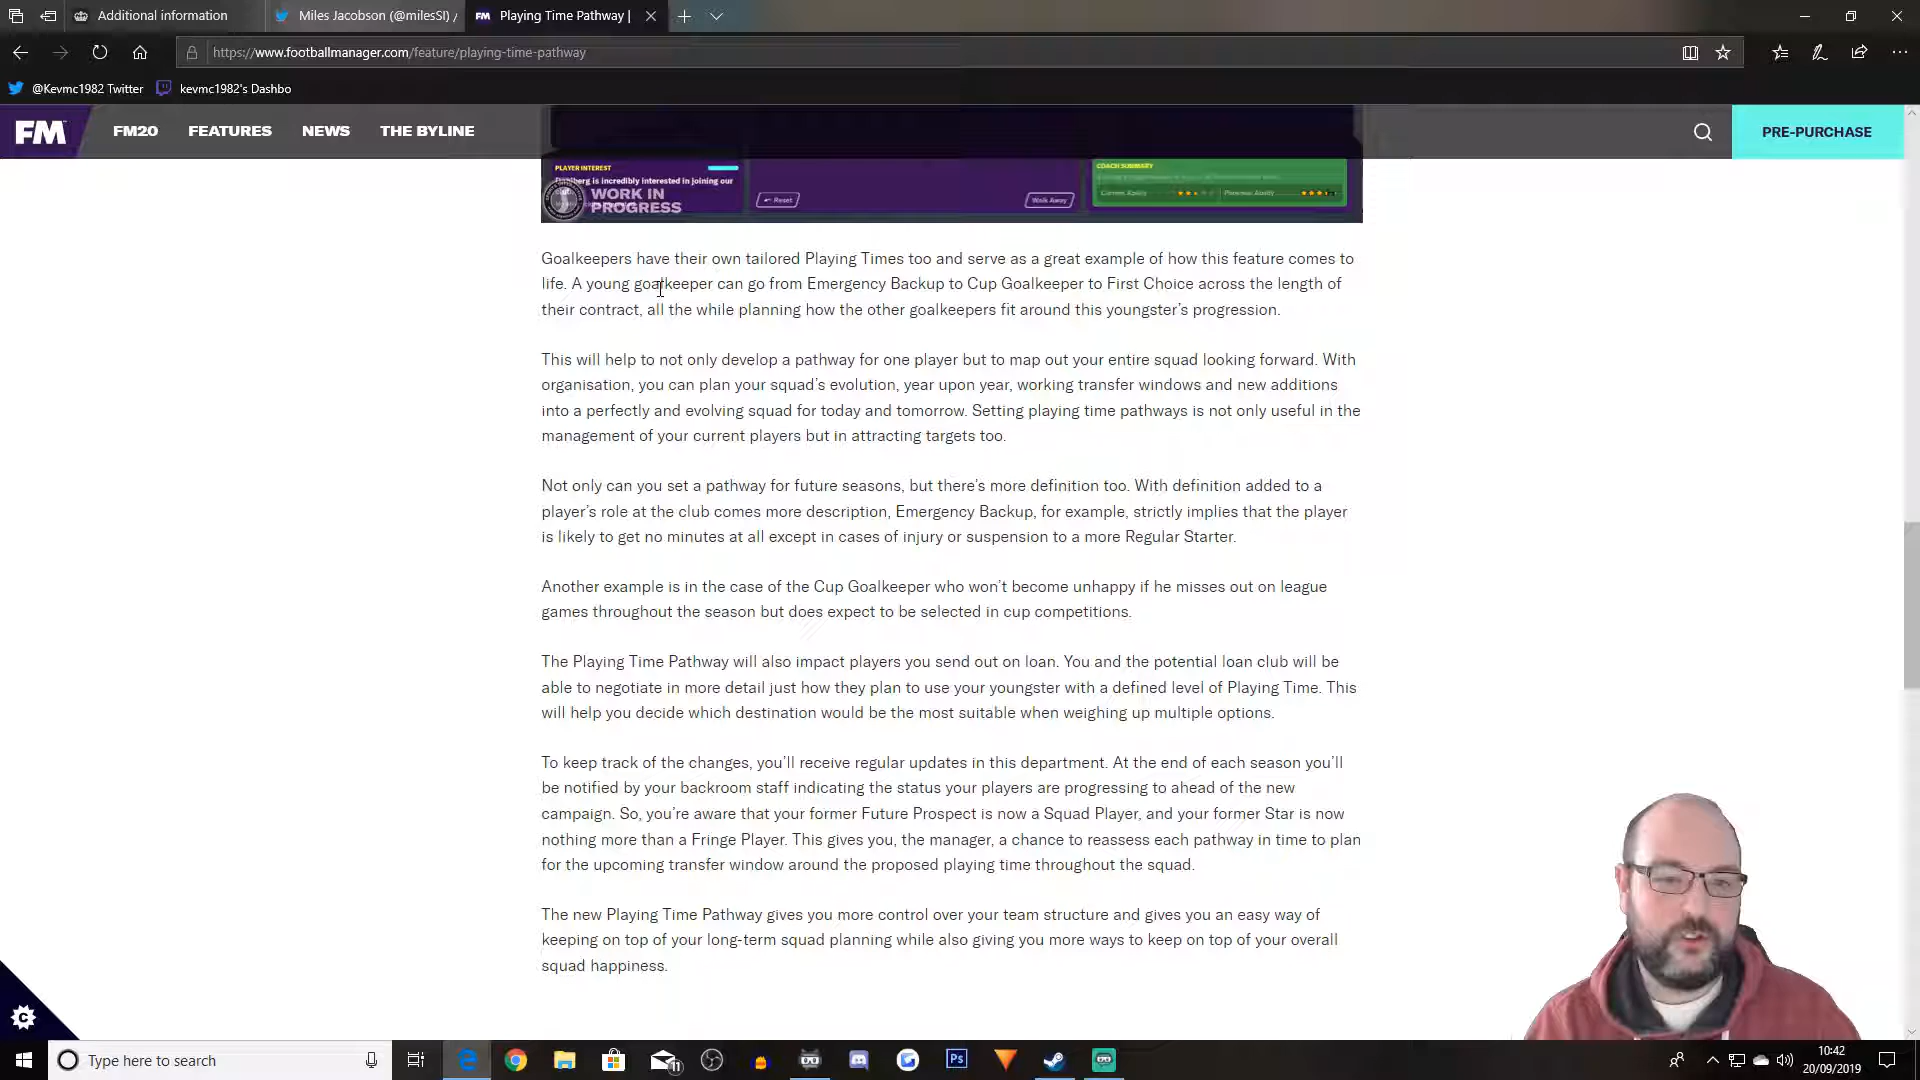 Additional information
Miles Jacobson (@milesSI) /
Playing Time Pathway |
https://www.footballmanager.com/feature/playing-time-pathway
@Kevmc1982 Twitter
kevmc1982's Dashbo
FM
FM20
FEATURES
NEWS
THE BYLINE
PRE-PURCHASE
PLAYER INTEREST
is incredibly interested in joining our
WORK IN
PROGRESS
Reset
Walk Away
COACH SUMMARY
Current Ability
Potential Ability
Goalkeepers have their own tailored Playing Times too and serve as a great example of how this feature comes to
life. A young goalkeeper can go from Emergency Backup to Cup Goalkeeper to First Choice across the length of
their contract, all the while planning how the other goalkeepers fit around this youngster's progression.
This will help to not only develop a pathway for one player but to map out your entire squad looking forward. With
organisation, you can plan your squad's evolution, year upon year, working transfer windows and new additions
into a perfectly and evolving squad for today and tomorrow. Setting playing time pathways is not only useful in the
management of your current players but in attracting targets too.
Not only can you set a pathway for future seasons, but there's more definition too. With definition added to a
player's role at the club comes more description, Emergency Backup, for example, strictly implies that the player
is likely to get no minutes at all except in cases of injury or suspension to a more Regular Starter.
Another example is in the case of the Cup Goalkeeper who won't become unhappy if he misses out on league
games throughout the season but does expect to be selected in cup competitions.
The Playing Time Pathway will also impact players you send out on loan. You and the potential loan club will be
able to negotiate in more detail just how they plan to use your youngster with a defined level of Playing Time. This
will help you decide which destination would be the most suitable when weighing up multiple options.
To keep track of the changes, you'll receive regular updates in this department. At the end of each season you'll
be notified by your backroom staff indicating the status your players are progressing to ahead of the new
campaign. So, you're aware that your former Future Prospect is now a Squad Player, and your former Star is now
nothing more than a Fringe Player. This gives you, the manager, a chance to reassess each pathway in time to plan
for the upcoming transfer window around the proposed playing time throughout the squad.
The new Playing Time Pathway gives you more control over your team structure and gives you an easy way of
keeping on top of your long-term squad planning while also giving you more ways to keep on top of your overall
squad happiness.
Type here to search
11
Ps
10:42
20/09/2019